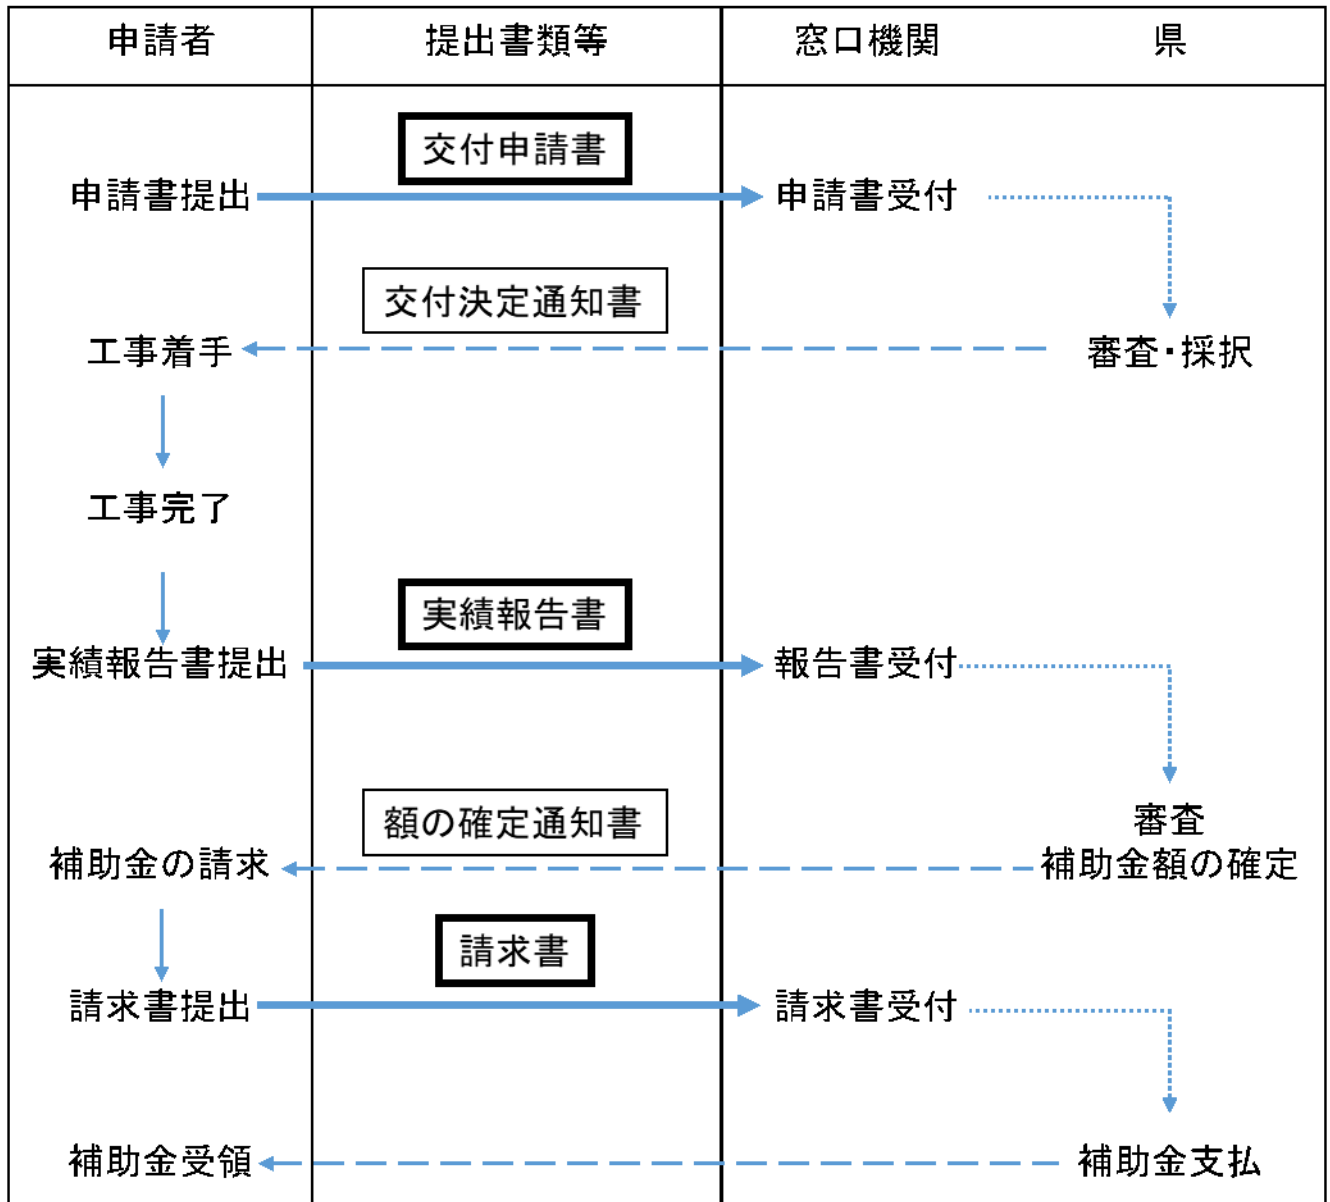 申請者
提出書類等
窓口機関
県
交付申請書
申請書提出
申請書受付
交付決定通知書
工事着手
審査・採択
工事完了
実績報告書
実績報告書提出
報告書受付
額の確定通知書
審査
補助金の請求
補助金額の確定
請求書
請求書提出
請求書受付
補助金受領
補助金支払